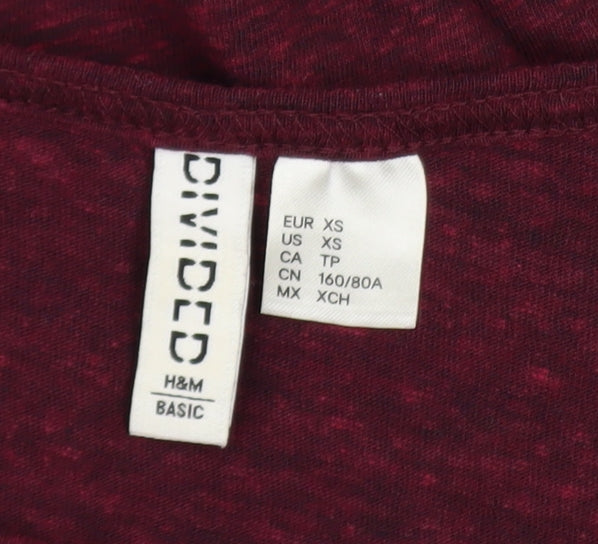 DIVIDED
H&M
BASIC
EUR XS
US XS
CA TP
CN 160/80A
MX XCH